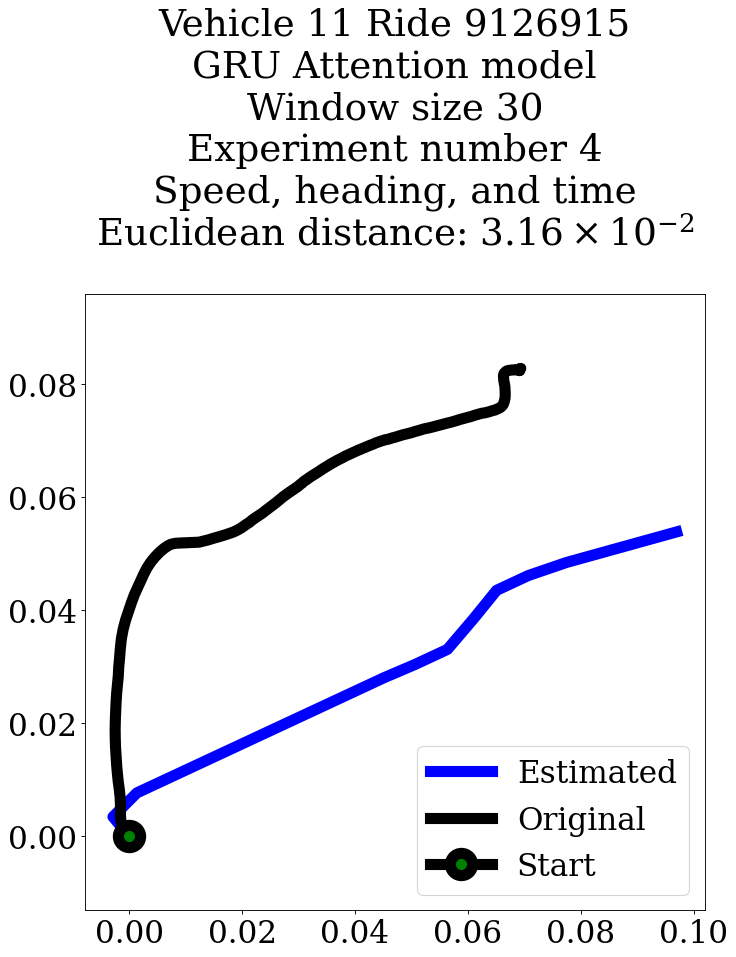 Vehicle 11 Ride 9126915
GRU Attention model
Window size 30
Experiment number 4
Speed, heading, and time
Euclidean distance: 3.16 × 10⁻²
0.08
0.06
0.04
0.02
0.00
Estimated
Original
Start
0.00 0.02 0.04 0.06 0.08 0.10